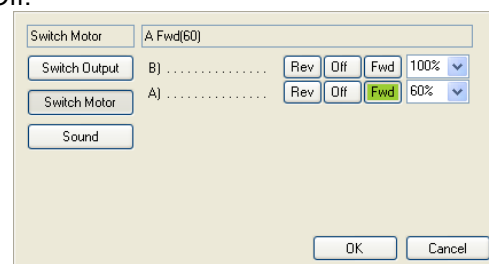 Off.
Switch Motor A Fwd(60)
Switch Output B) . . . . . . . . . . . . . . . Rev Off Fwd 100%
Switch Motor A) . . . . . . . . . . . . . . . Rev Off Fwd 60%
Sound
OK Cancel